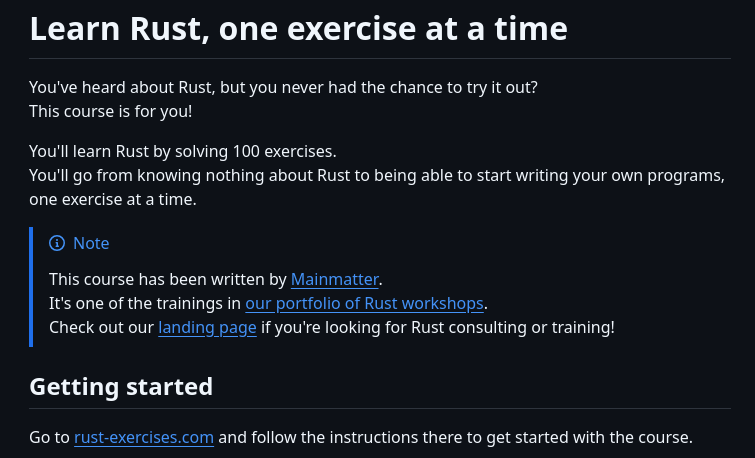 Learn Rust, one exercise at a time
You've heard about Rust, but you never had the chance to try it out?
This course is for you!
You'll learn Rust by solving 100 exercises.
You'll go from knowing nothing about Rust to being able to start writing your own programs,
one exercise at a time.
Note
This course has been written by Mainmatter.
It's one of the trainings in our portfolio of Rust workshops.
Check out our landing page if you're looking for Rust consulting or training!
Getting started
Go to rust-exercises.com and follow the instructions there to get started with the course.